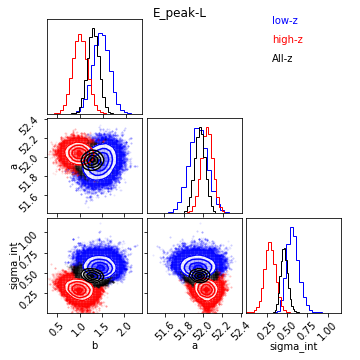 E_peak-L
low-z
high-z
All-z
a
52.4
52.2
52.0
51.8
51.6
sigma_int
1.00
0.75
0.50
0.25
0.5 1.0 1.5 2.0
51.6 51.8 52.0 52.2 52.4
0.25 0.50 0.75 1.00
b a sigma_int